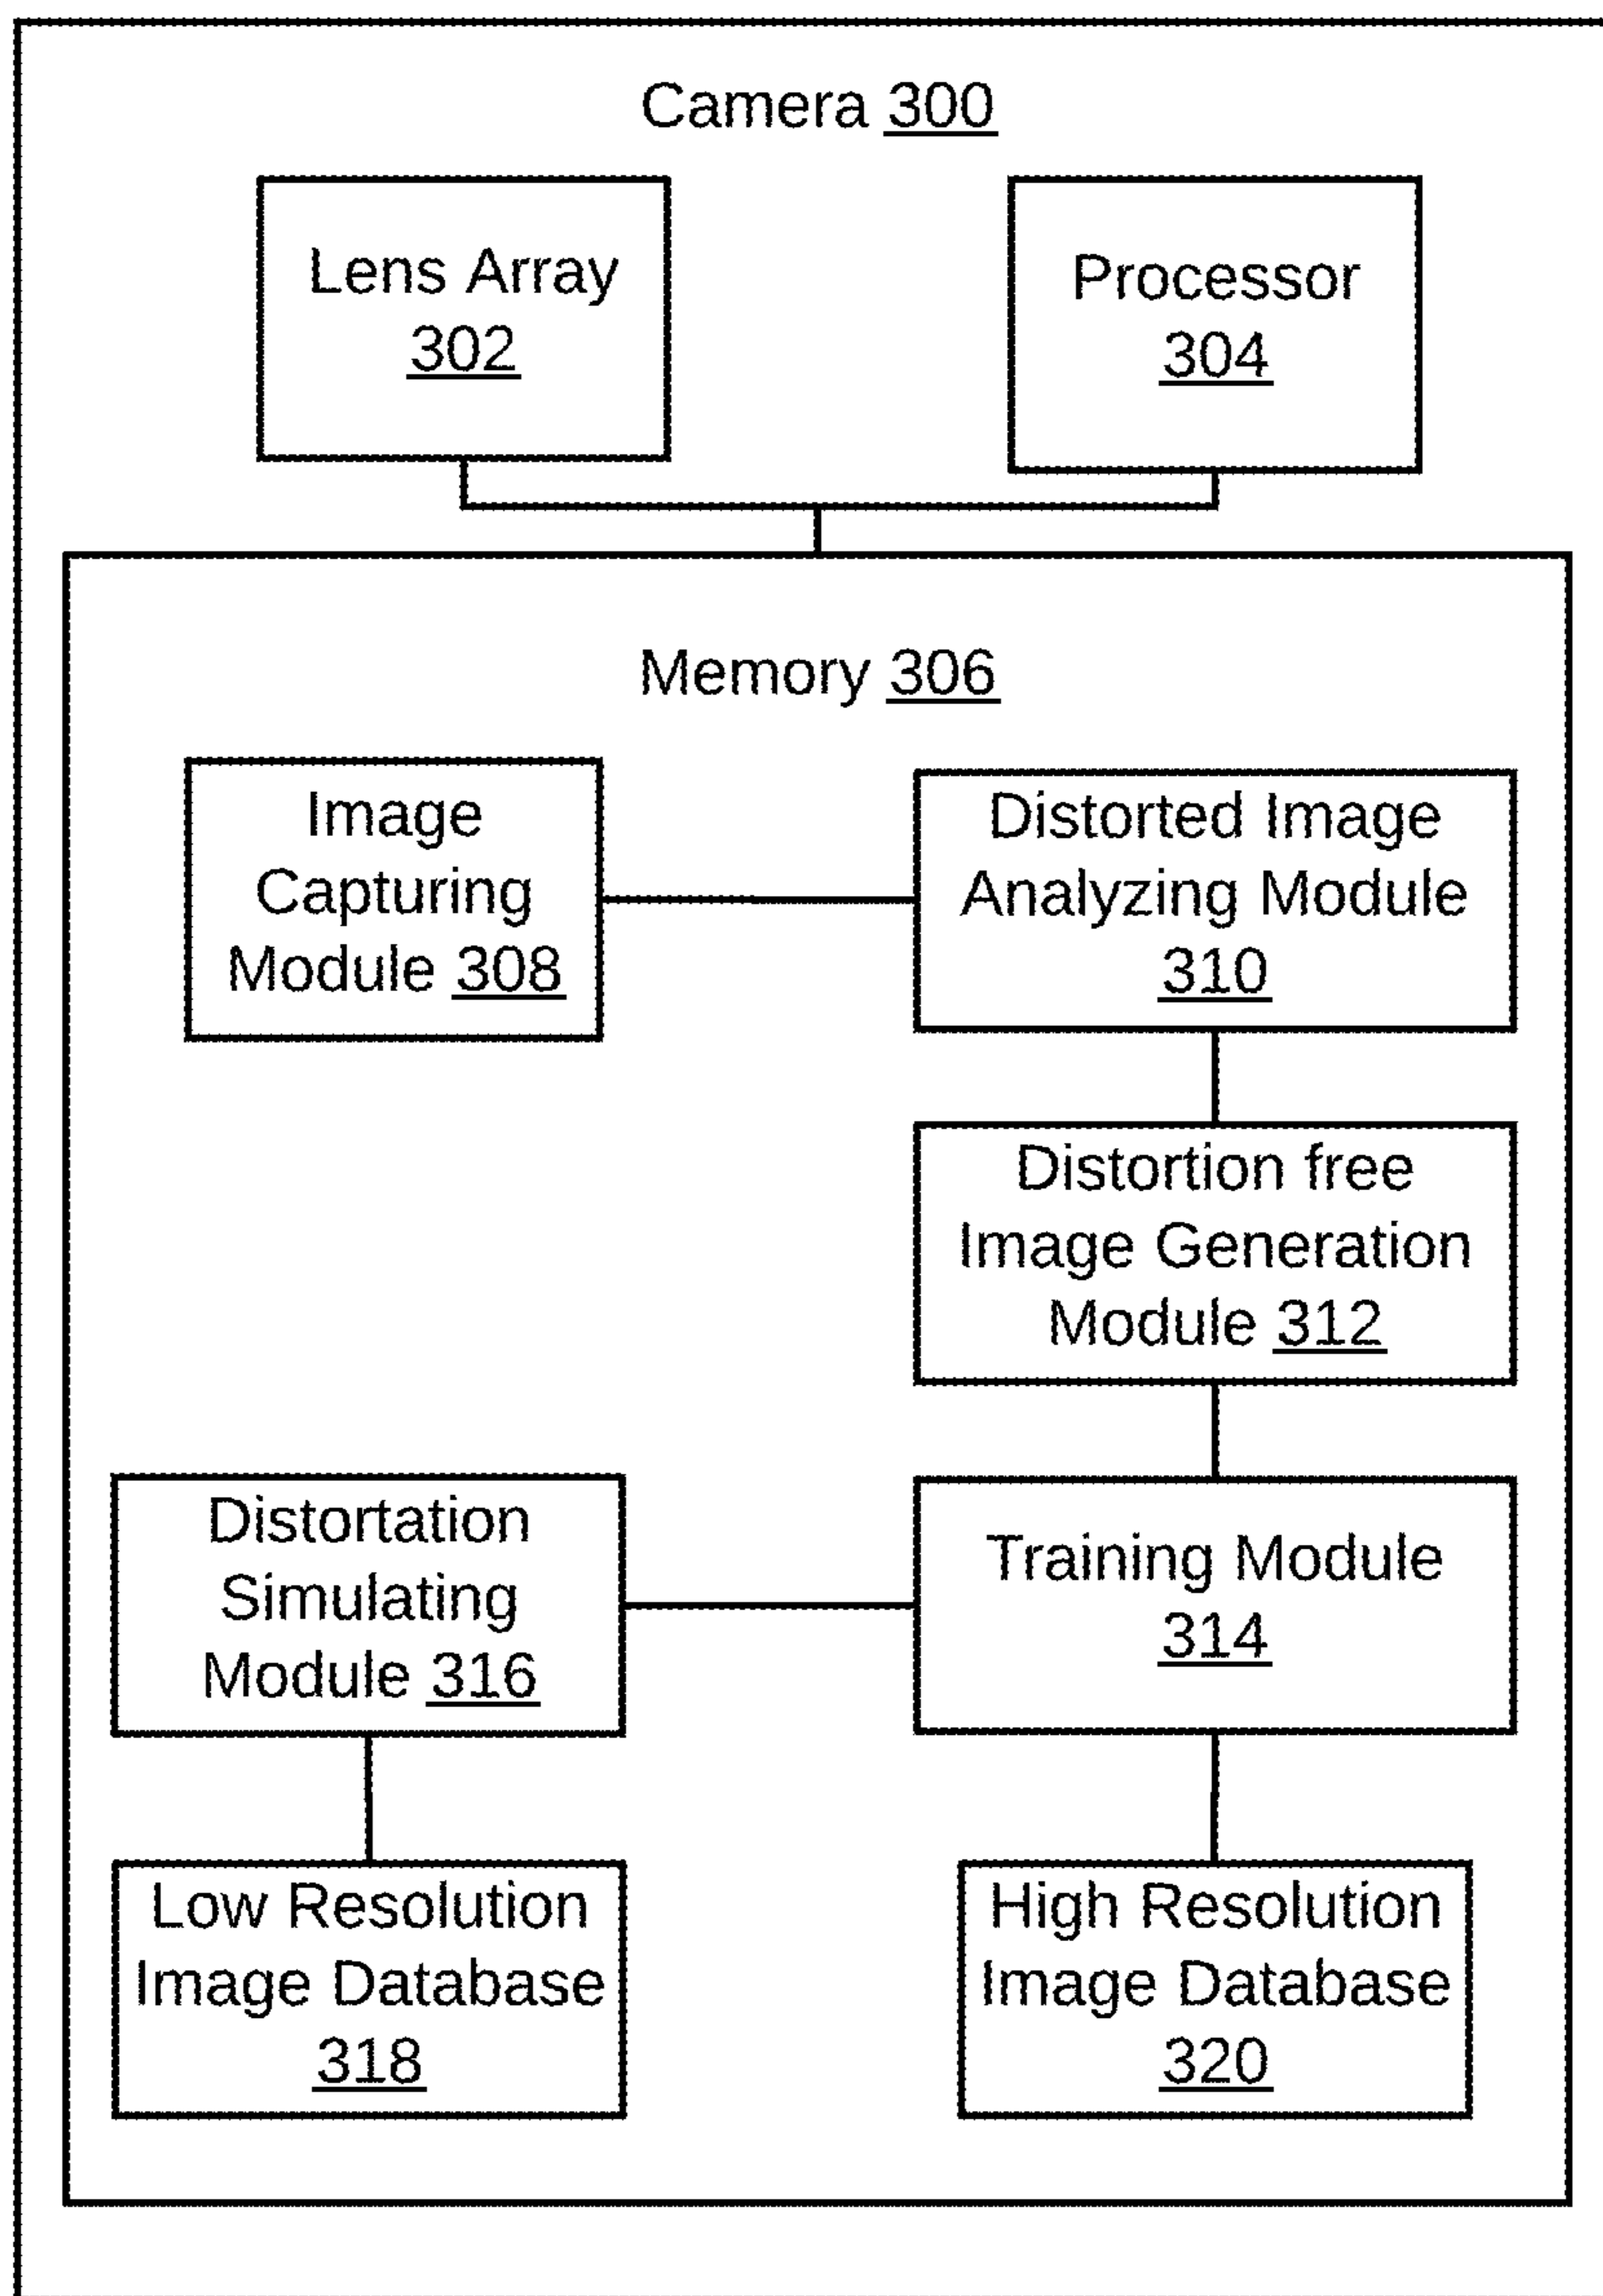 Camera 300
Lens Array
302
Processor
304
Memory 306
Image
Capturing
Module 308
Distorted Image
Analyzing Module
310
Distortion free
Image Generation
Module 312
Distortation
Simulating
Module 316
Training Module
314
Low Resolution
Image Database
318
High Resolution
Image Database
320